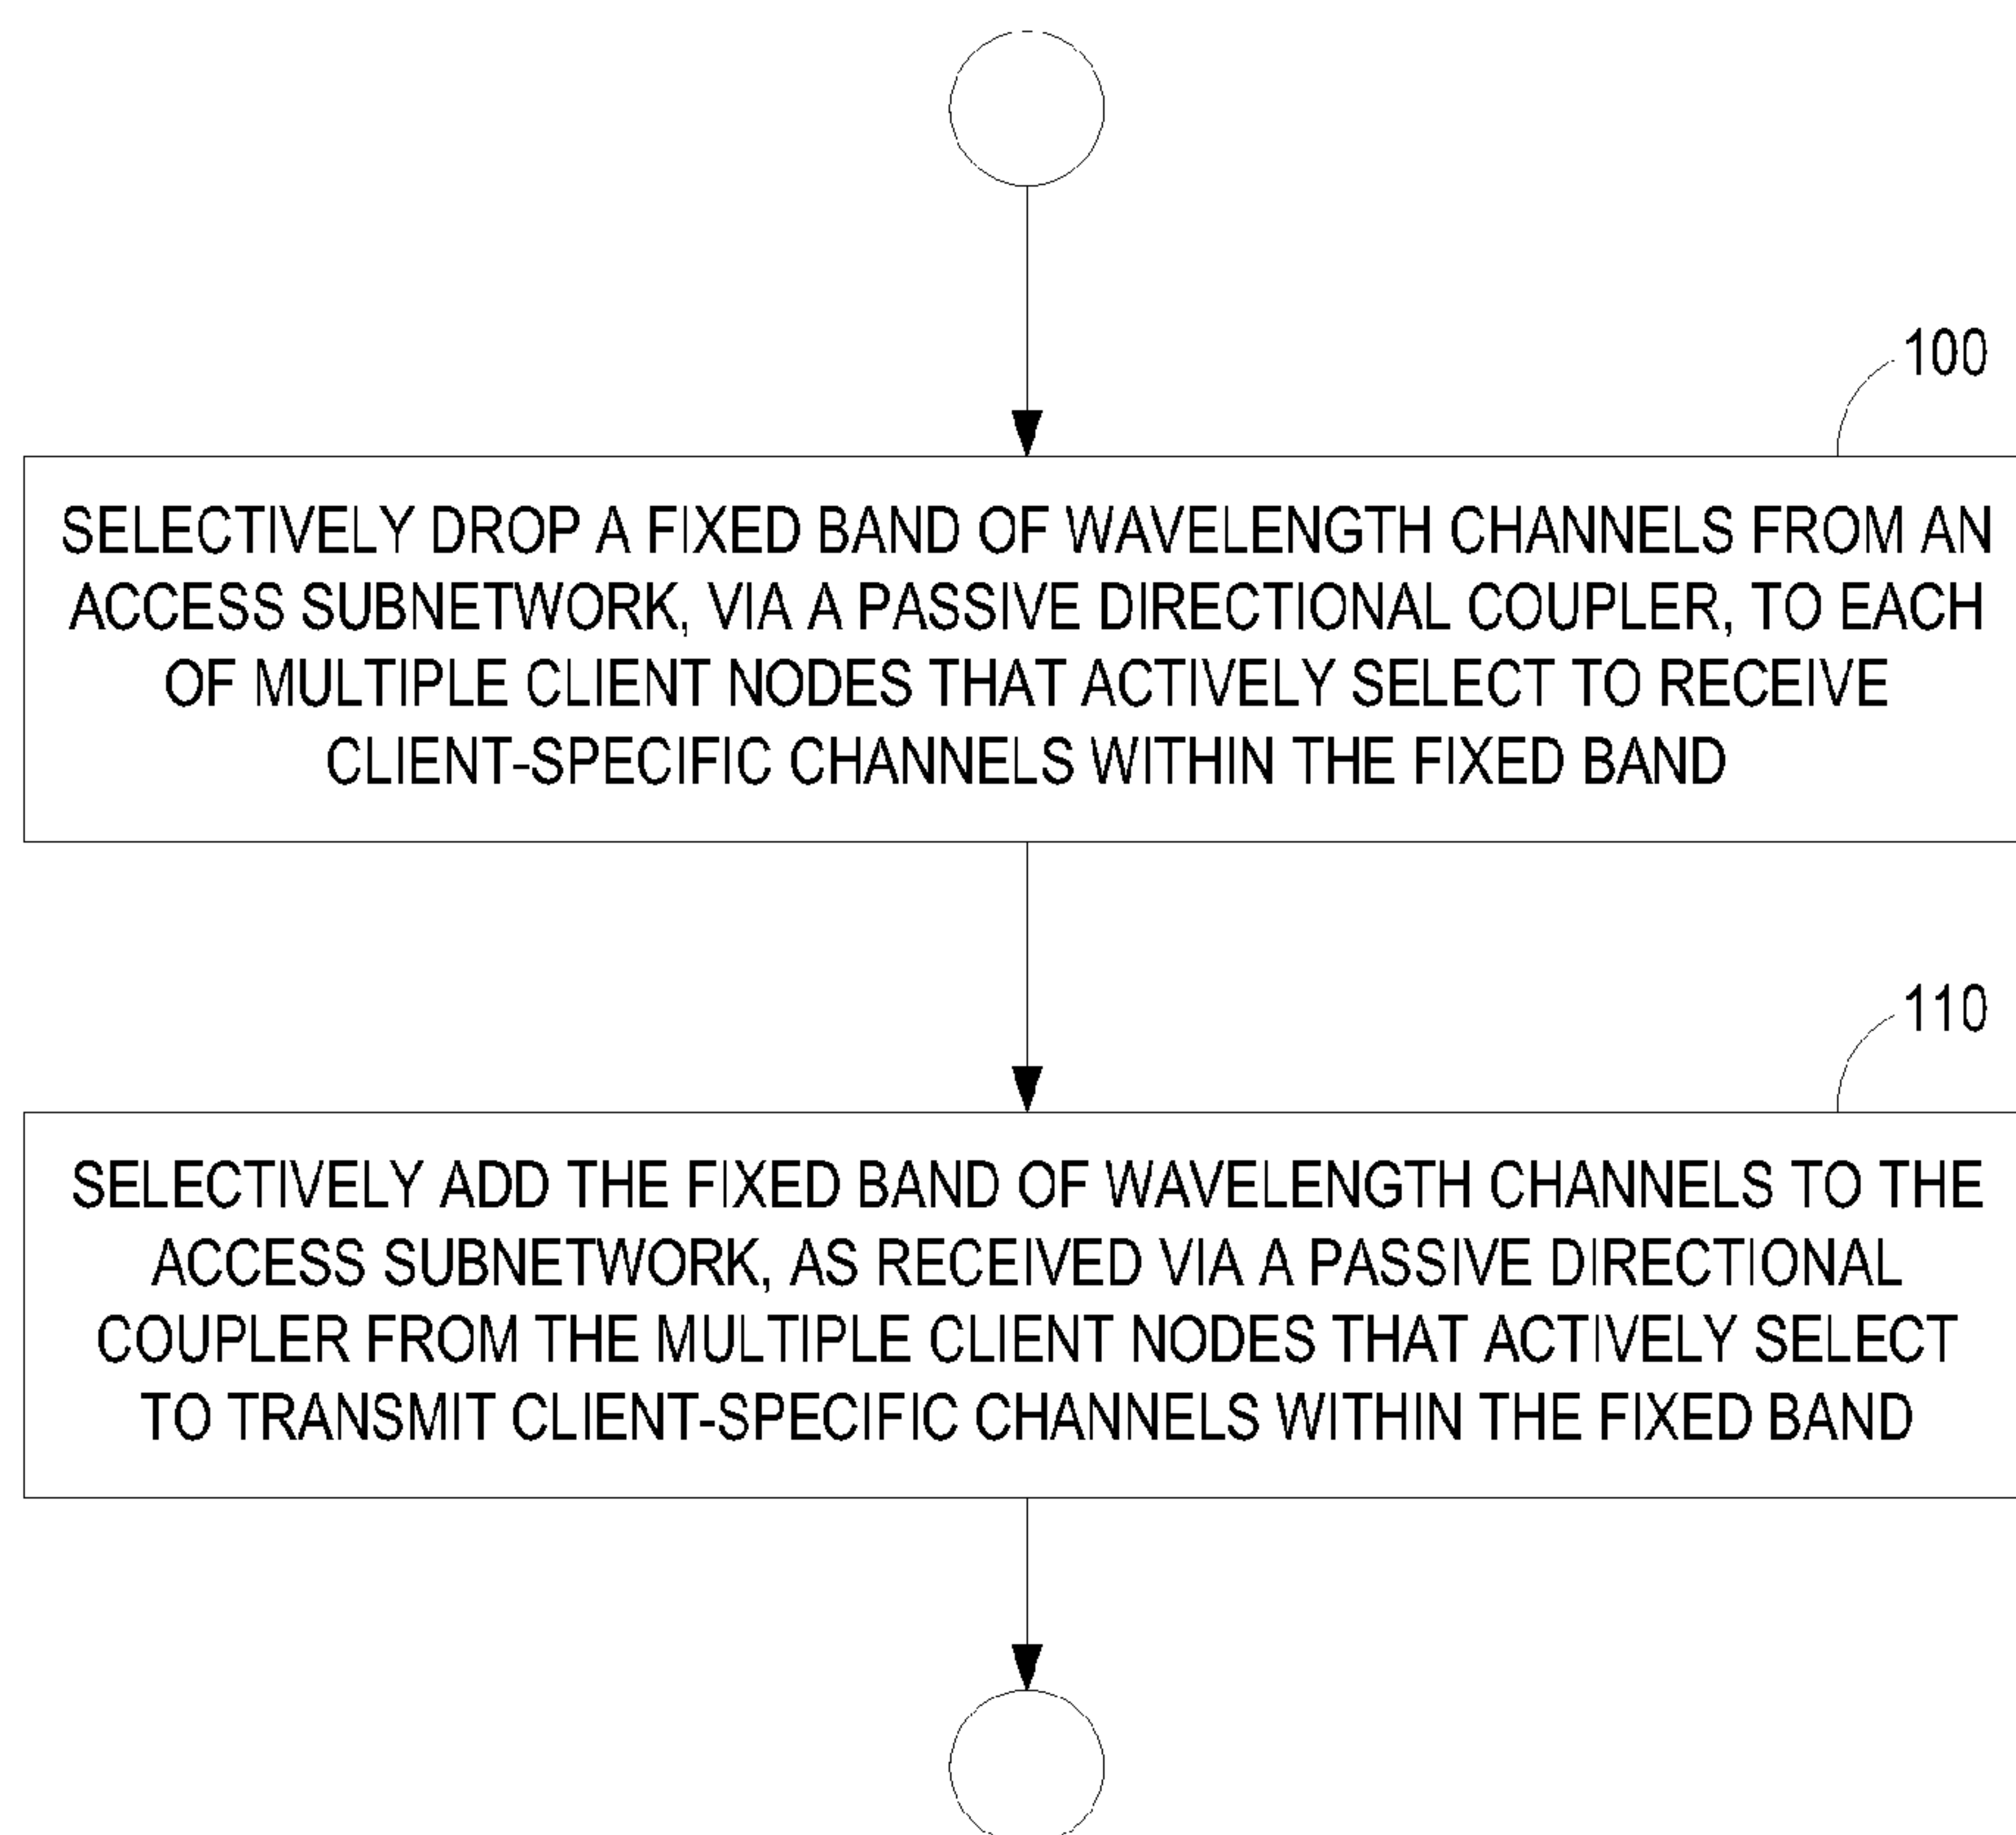 100
SELECTIVELY DROP A FIXED BAND OF WAVELENGTH CHANNELS FROM AN
ACCESS SUBNETWORK, VIA A PASSIVE DIRECTIONAL COUPLER, TO EACH
OF MULTIPLE CLIENT NODES THAT ACTIVELY SELECT TO RECEIVE
CLIENT-SPECIFIC CHANNELS WITHIN THE FIXED BAND
110
SELECTIVELY ADD THE FIXED BAND OF WAVELENGTH CHANNELS TO THE
ACCESS SUBNETWORK, AS RECEIVED VIA A PASSIVE DIRECTIONAL
COUPLER FROM THE MULTIPLE CLIENT NODES THAT ACTIVELY SELECT
TO TRANSMIT CLIENT-SPECIFIC CHANNELS WITHIN THE FIXED BAND